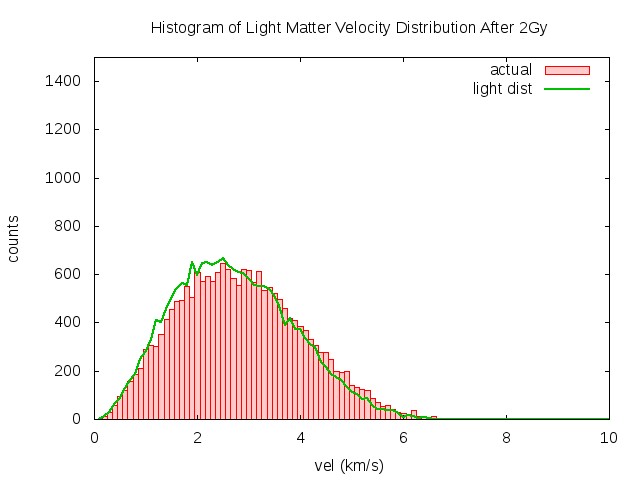 Histogram of Light Matter Velocity Distribution After 2Gy
actual
light dist
1400
1200
1000
800
600
400
200
0
counts
0 2 4 6 8 10
vel (km/s)